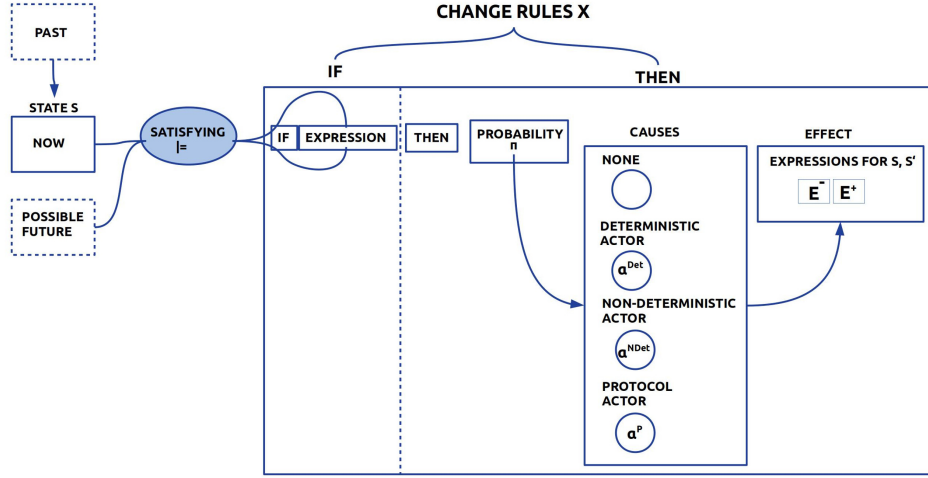 CHANGE RULES X
PAST
IF
THEN
STATE S
NOW
SATISFYING
|=
IF EXPRESSION
THEN
PROBABILITY
п
CAUSES
EFFECT
NONE
EXPRESSIONS FOR S, S'
E⁻ E⁺
POSSIBLE
FUTURE
DETERMINISTIC
ACTOR
α^Det
NON-DETERMINISTIC
ACTOR
α^NDet
PROTOCOL
ACTOR
α^P